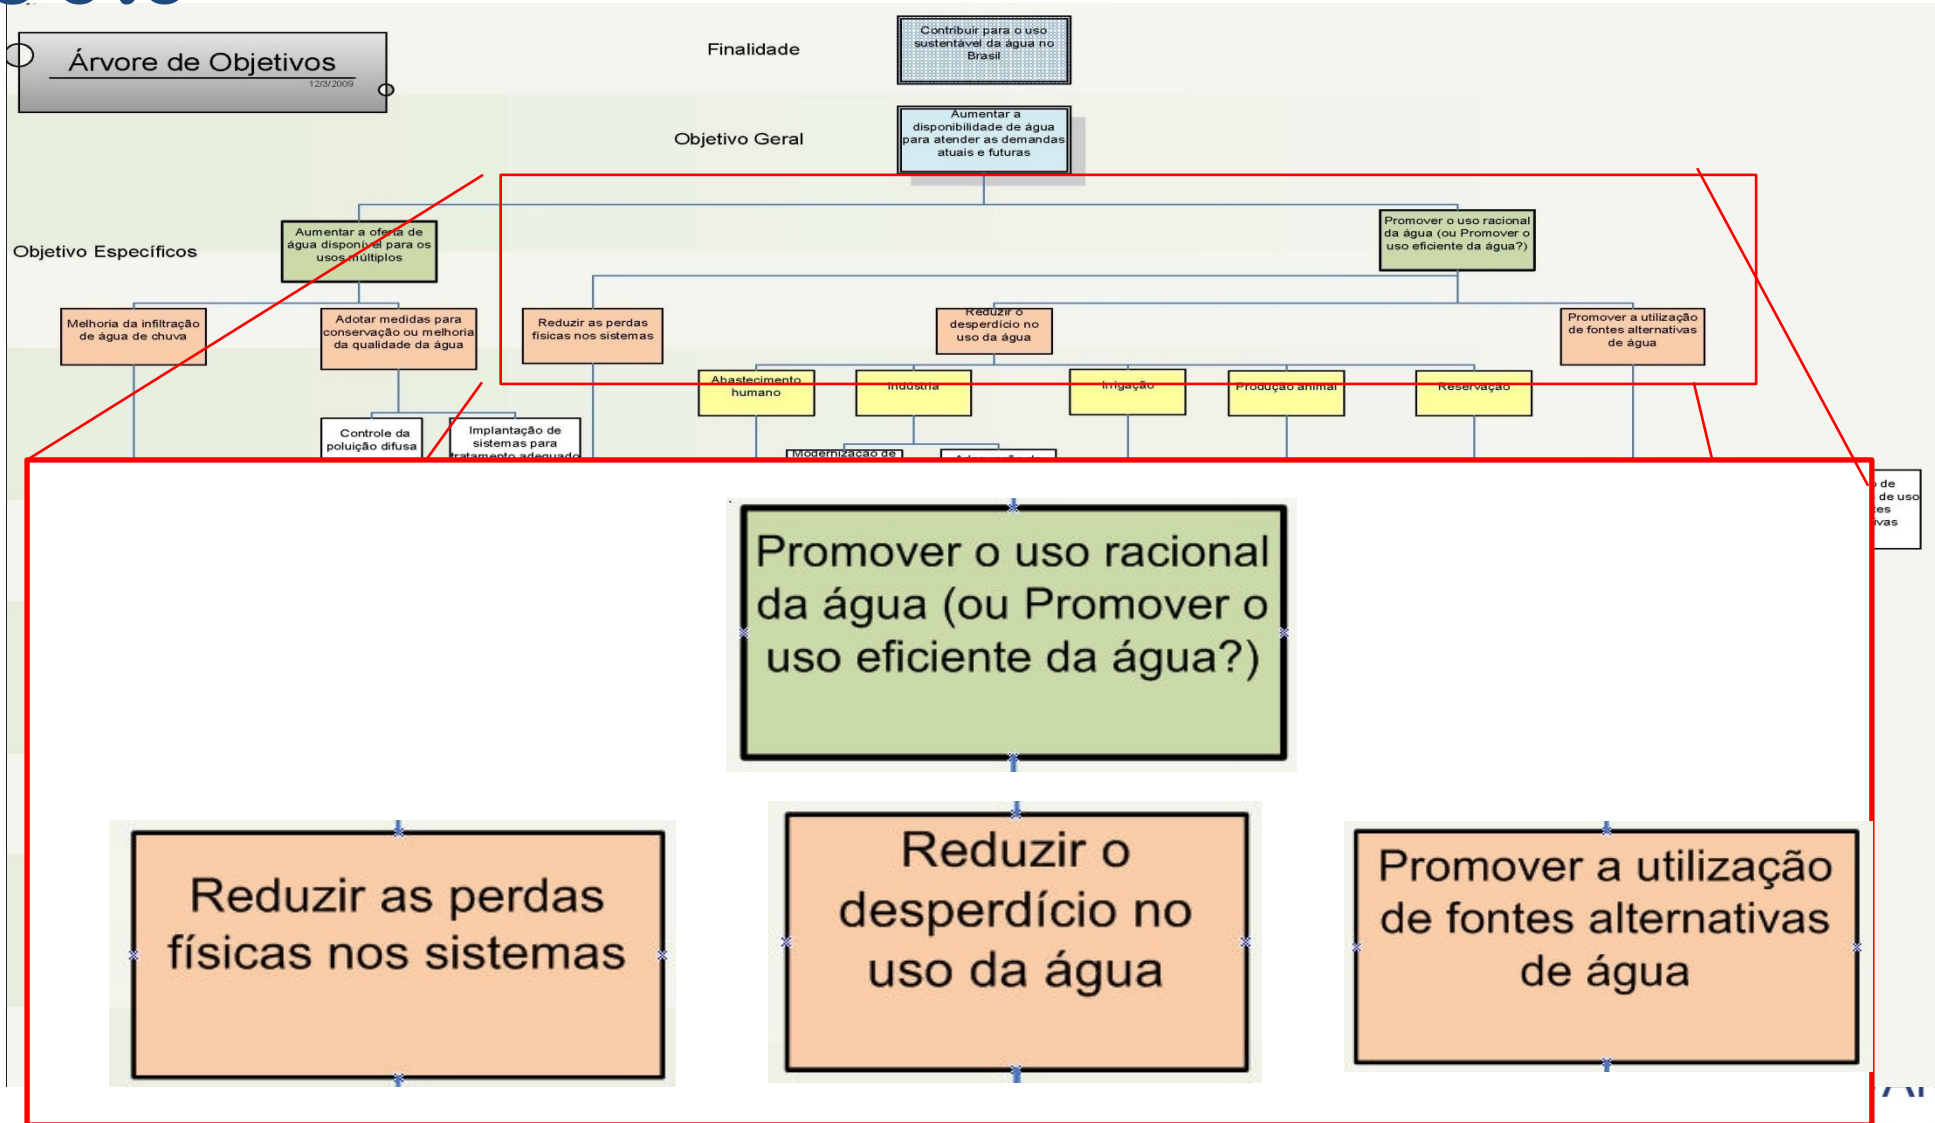 Árvore de Objetivos
12/3/2009
Finalidade
Contribuir para o uso
sustentável da água no
Brasil
Objetivo Geral
Aumentar a
disponibilidade de água
para atender as demandas
atuais e futuras
Objetivo Específicos
Aumentar a oferta de
água disponível para os
usos múltiplos
Promover o uso racional
da água (ou Promover o
uso eficiente da água?)
Melhoria da infiltração
de água de chuva
Adotar medidas para
conservação ou melhoria
da qualidade da água
Reduzir as perdas
físicas nos sistemas
Reduzir o
desperdício no
uso da água
Promover a utilização
de fontes alternativas
de água
Abastecimento
humano
Indústria
Irrigação
Produção animal
Reservação
Controle da
poluição difusa
Implantação de
sistemas para
tratamento adequado
Modernização de
de
de uso
Promover o uso racional
da água (ou Promover o
uso eficiente da água?)
Reduzir as perdas
físicas nos sistemas
Reduzir o
desperdício no
uso da água
Promover a utilização
de fontes alternativas
de água